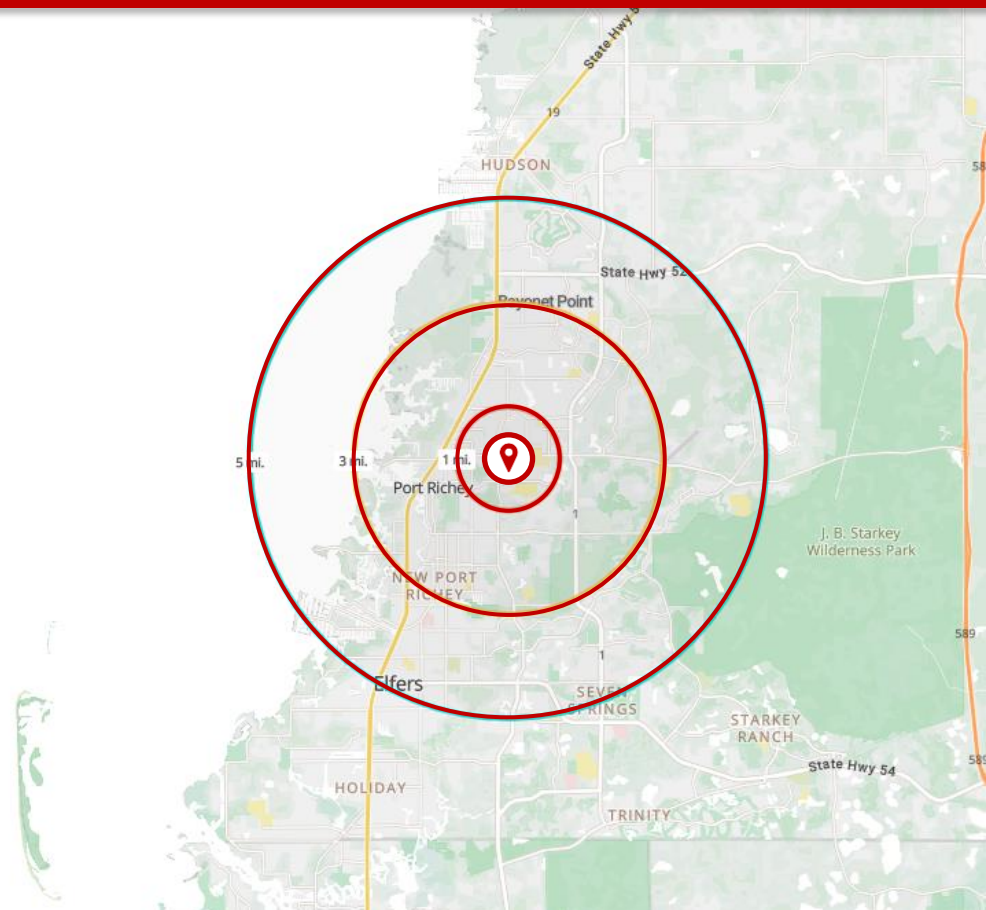 State Hwy 5
19
HUDSON
58
State Hwy 52
Bayonet Point
5 mi.
3 mi.
1 mi.
Port Richey
1
J. B. Starkey
Wilderness Park
NEW PORT
RICHEY
589
1
Elfers
SEVEN
SPRINGS
STARKEY
RANCH
State Hwy 54
589
HOLIDAY
TRINITY